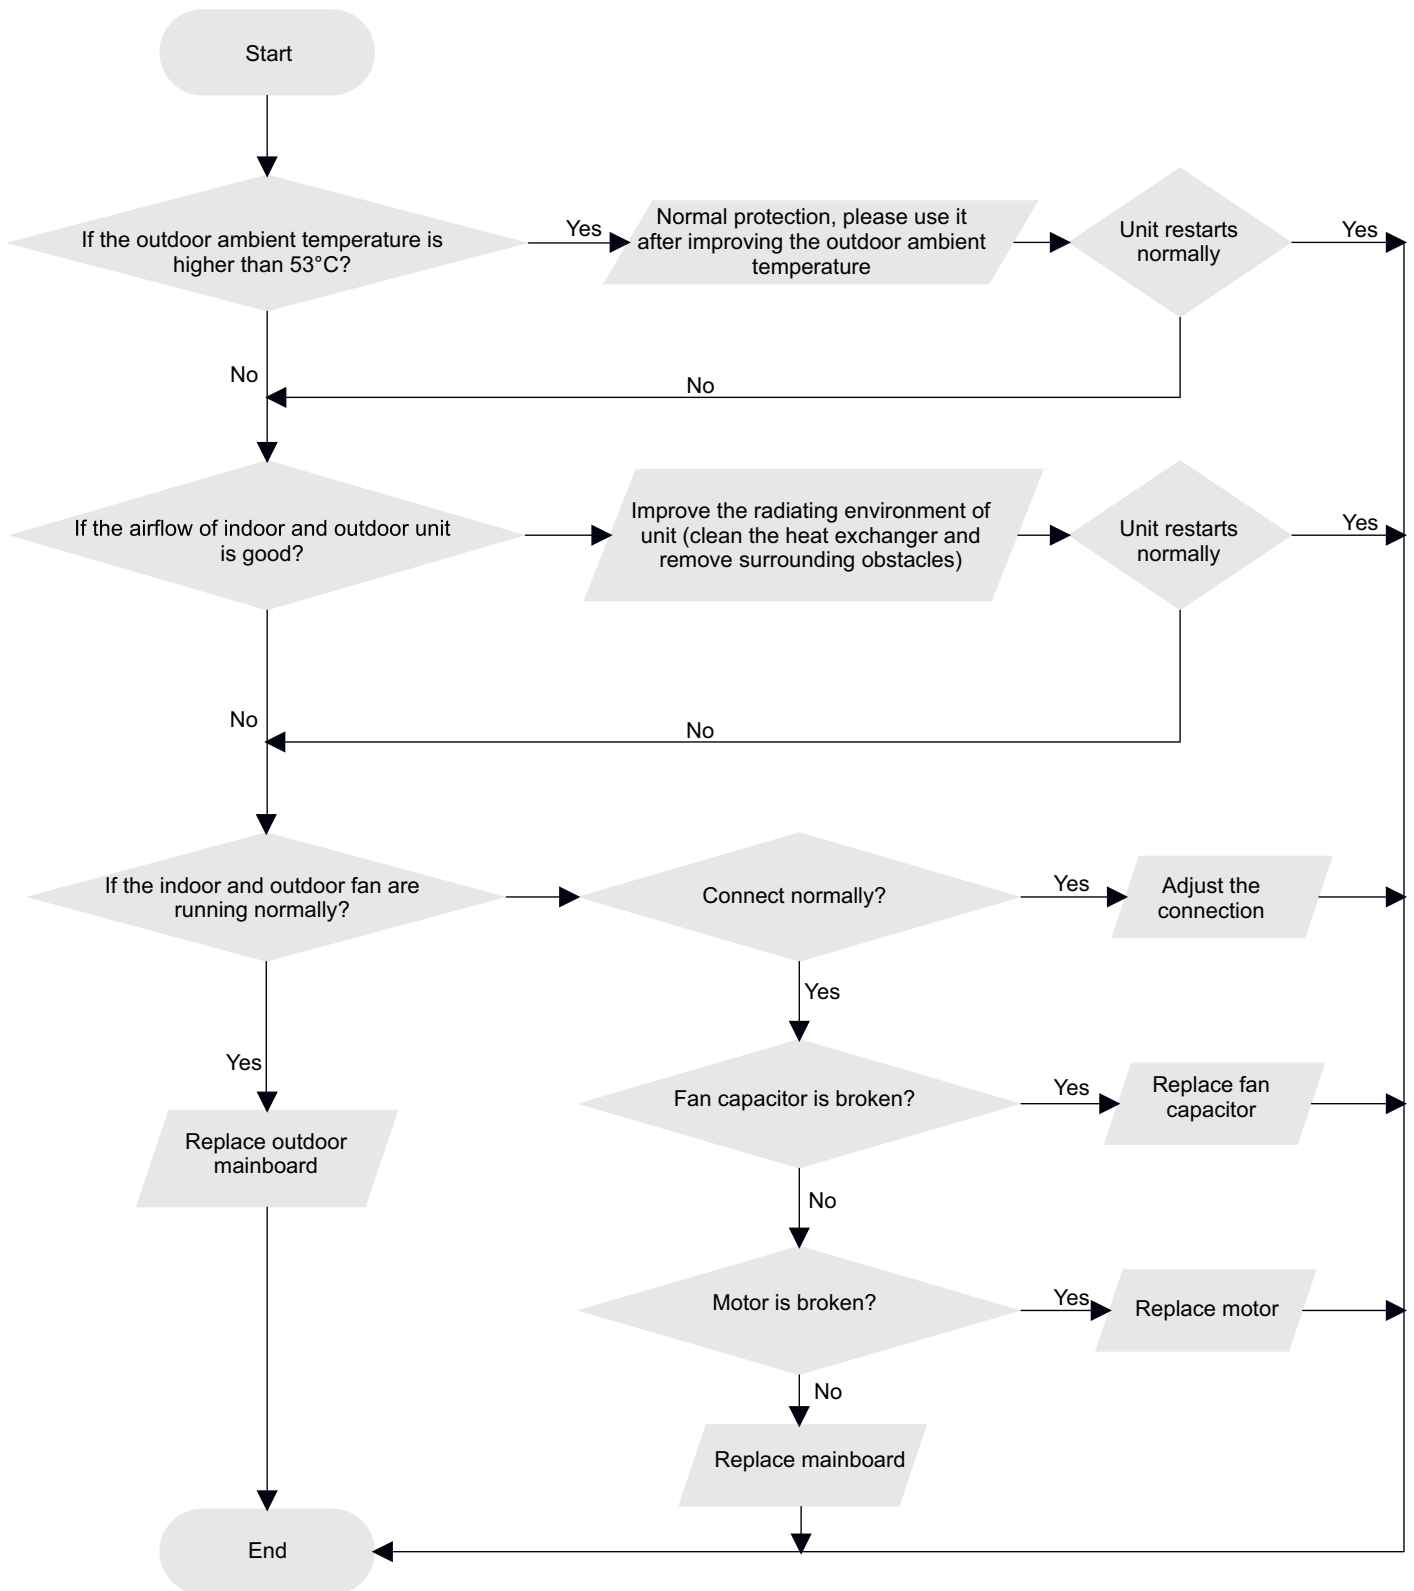 Start
If the outdoor ambient temperature is
higher than 53°C?
Yes
Normal protection, please use it
after improving the outdoor ambient
temperature
Unit restarts
normally
Yes
No
No
If the airflow of indoor and outdoor unit
is good?
Improve the radiating environment of
unit (clean the heat exchanger and
remove surrounding obstacles)
Unit restarts
normally
Yes
No
No
If the indoor and outdoor fan are
running normally?
Connect normally?
Yes
Adjust the
connection
Yes
Yes
Fan capacitor is broken?
Yes
Replace fan
capacitor
Replace outdoor
mainboard
No
Motor is broken?
Yes
Replace motor
No
Replace mainboard
End